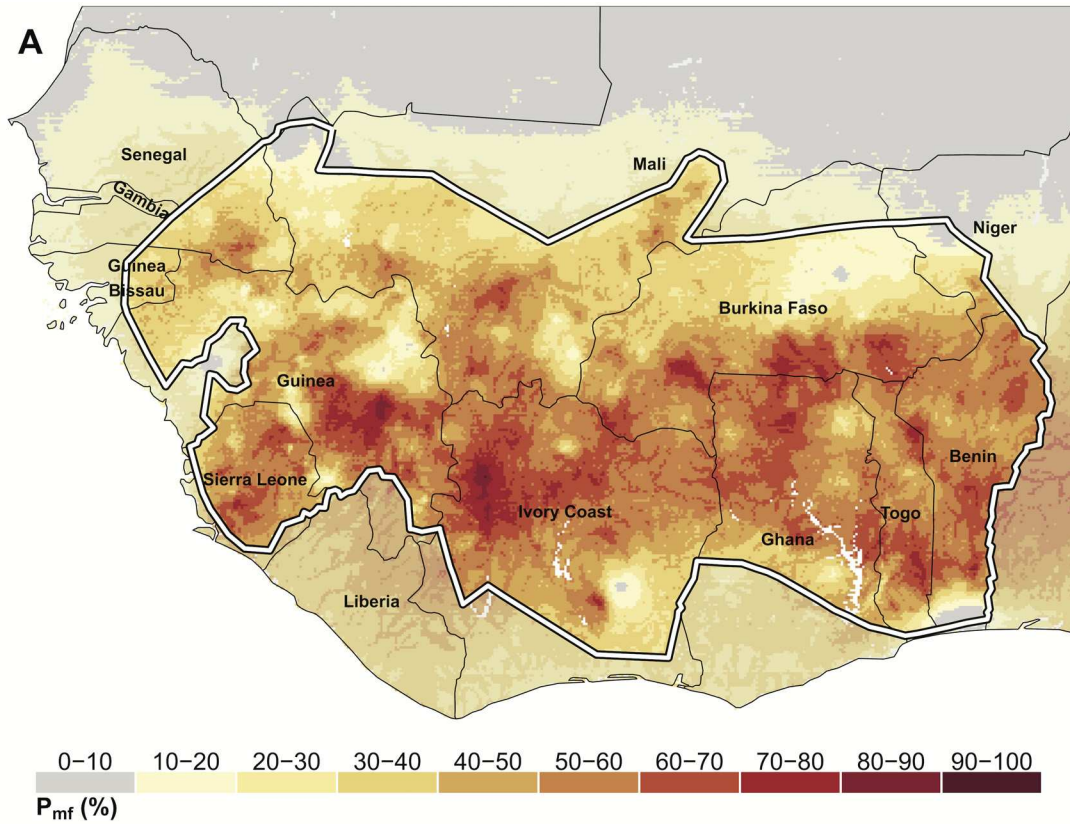 A
Senegal
Mali
Gambia
Niger
Guinea
Bissau
Burkina Faso
Guinea
Benin
Sierra Leone
Ivory Coast
Togo
Ghana
Liberia
0−10 10−20 20−30 30−40 40−50 50−60 60−70 70−80 80−90 90−100
Pmf (%)